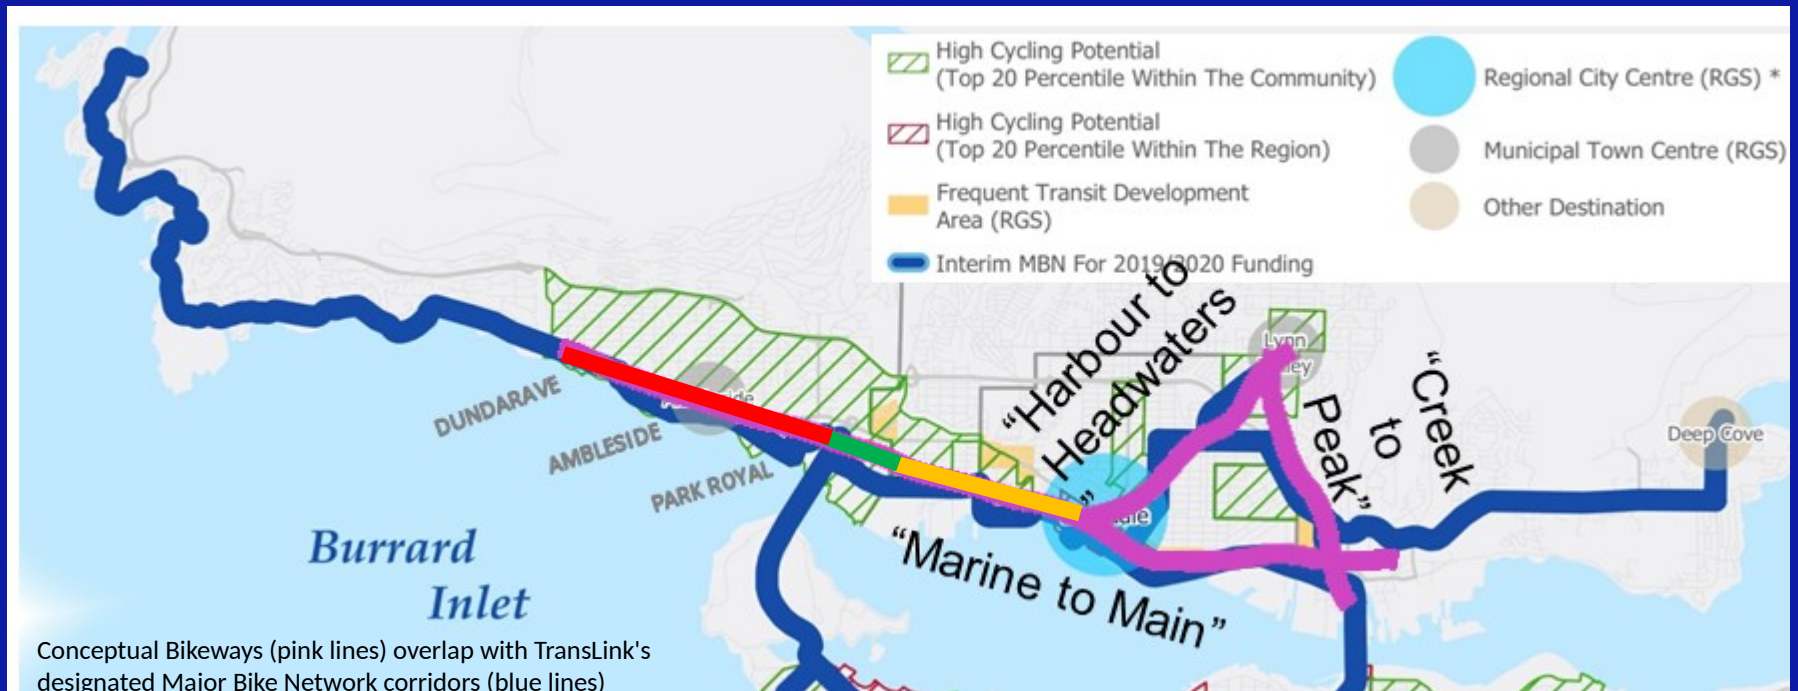 High Cycling Potential
(Top 20 Percentile Within The Community)
High Cycling Potential
(Top 20 Percentile Within The Region)
Frequent Transit Development
Area (RGS)
Interim MBN For 2019/2020 Funding
Regional City Centre (RGS) *
Municipal Town Centre (RGS)
Other Destination
“Harbour to
Headwaters
”
Lynn
“Creek
to
Peak”
Deep Cove
DUNDARAVE
AMBLESIDE
PARK ROYAL
“Marine to Main”
Burrard
Inlet
Conceptual Bikeways (pink lines) overlap with TransLink's
designated Major Bike Network corridors (blue lines)